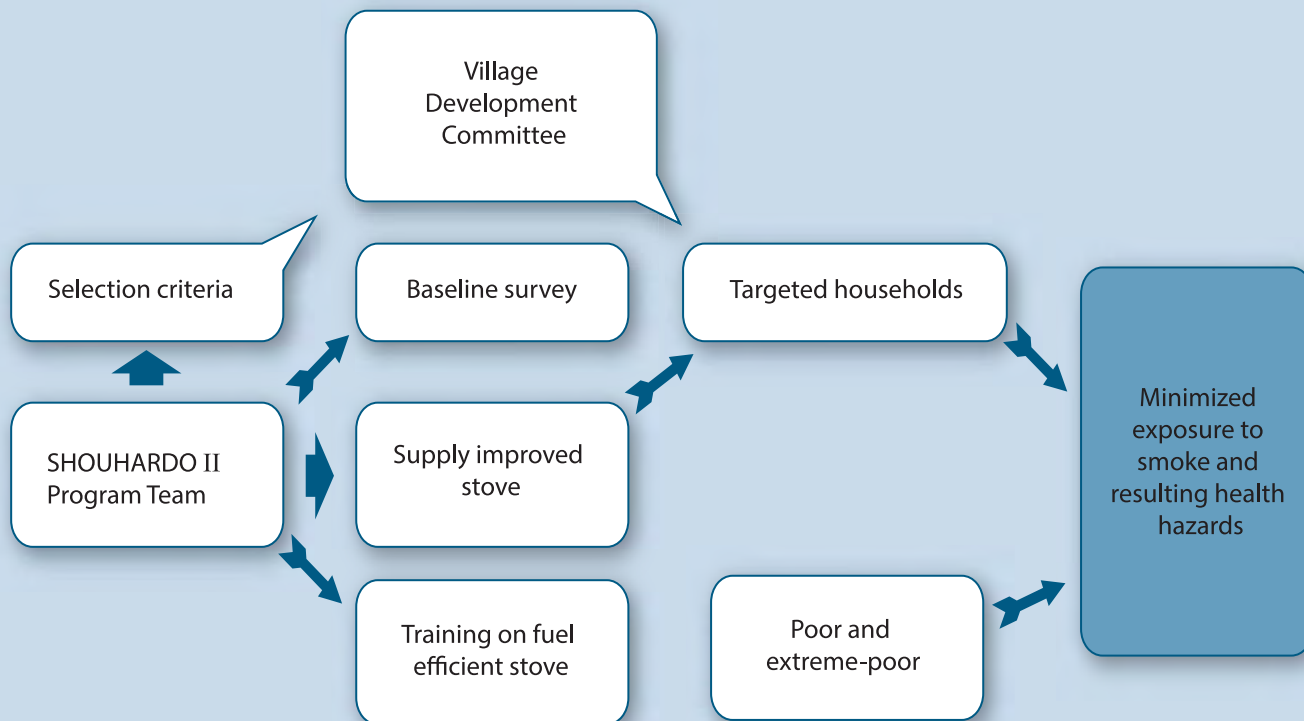 Village
Development
Committee
Selection criteria
Baseline survey
Targeted households
SHOUHARDO II
Program Team
Supply improved
stove
Minimized
exposure to
smoke and
resulting health
hazards
Training on fuel
efficient stove
Poor and
extreme-poor